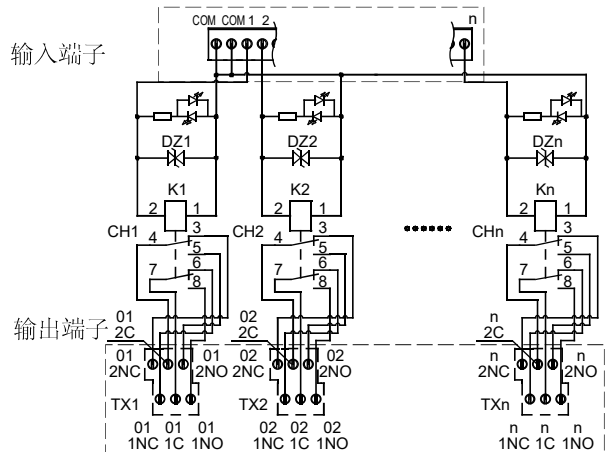 COM COM 1 2 n
输入端子
DZ1 DZ2 DZn
K1 K2 Kn
2 1 2 1 2 1
CH1 4 3 CH2 4 3 CHn 4 3
5 5 5
7 6 7 6 7 6
8 8 8
......
输出端子
01 02 n
2C 2C 2C
01 01 02 02 n n
2NC 2NO 2NC 2NO 2NC 2NO
TX1 TX2 TXn
01 01 01 02 02 02 n n n
1NC 1C 1NO 1NC 1C 1NO 1NC 1C 1NO